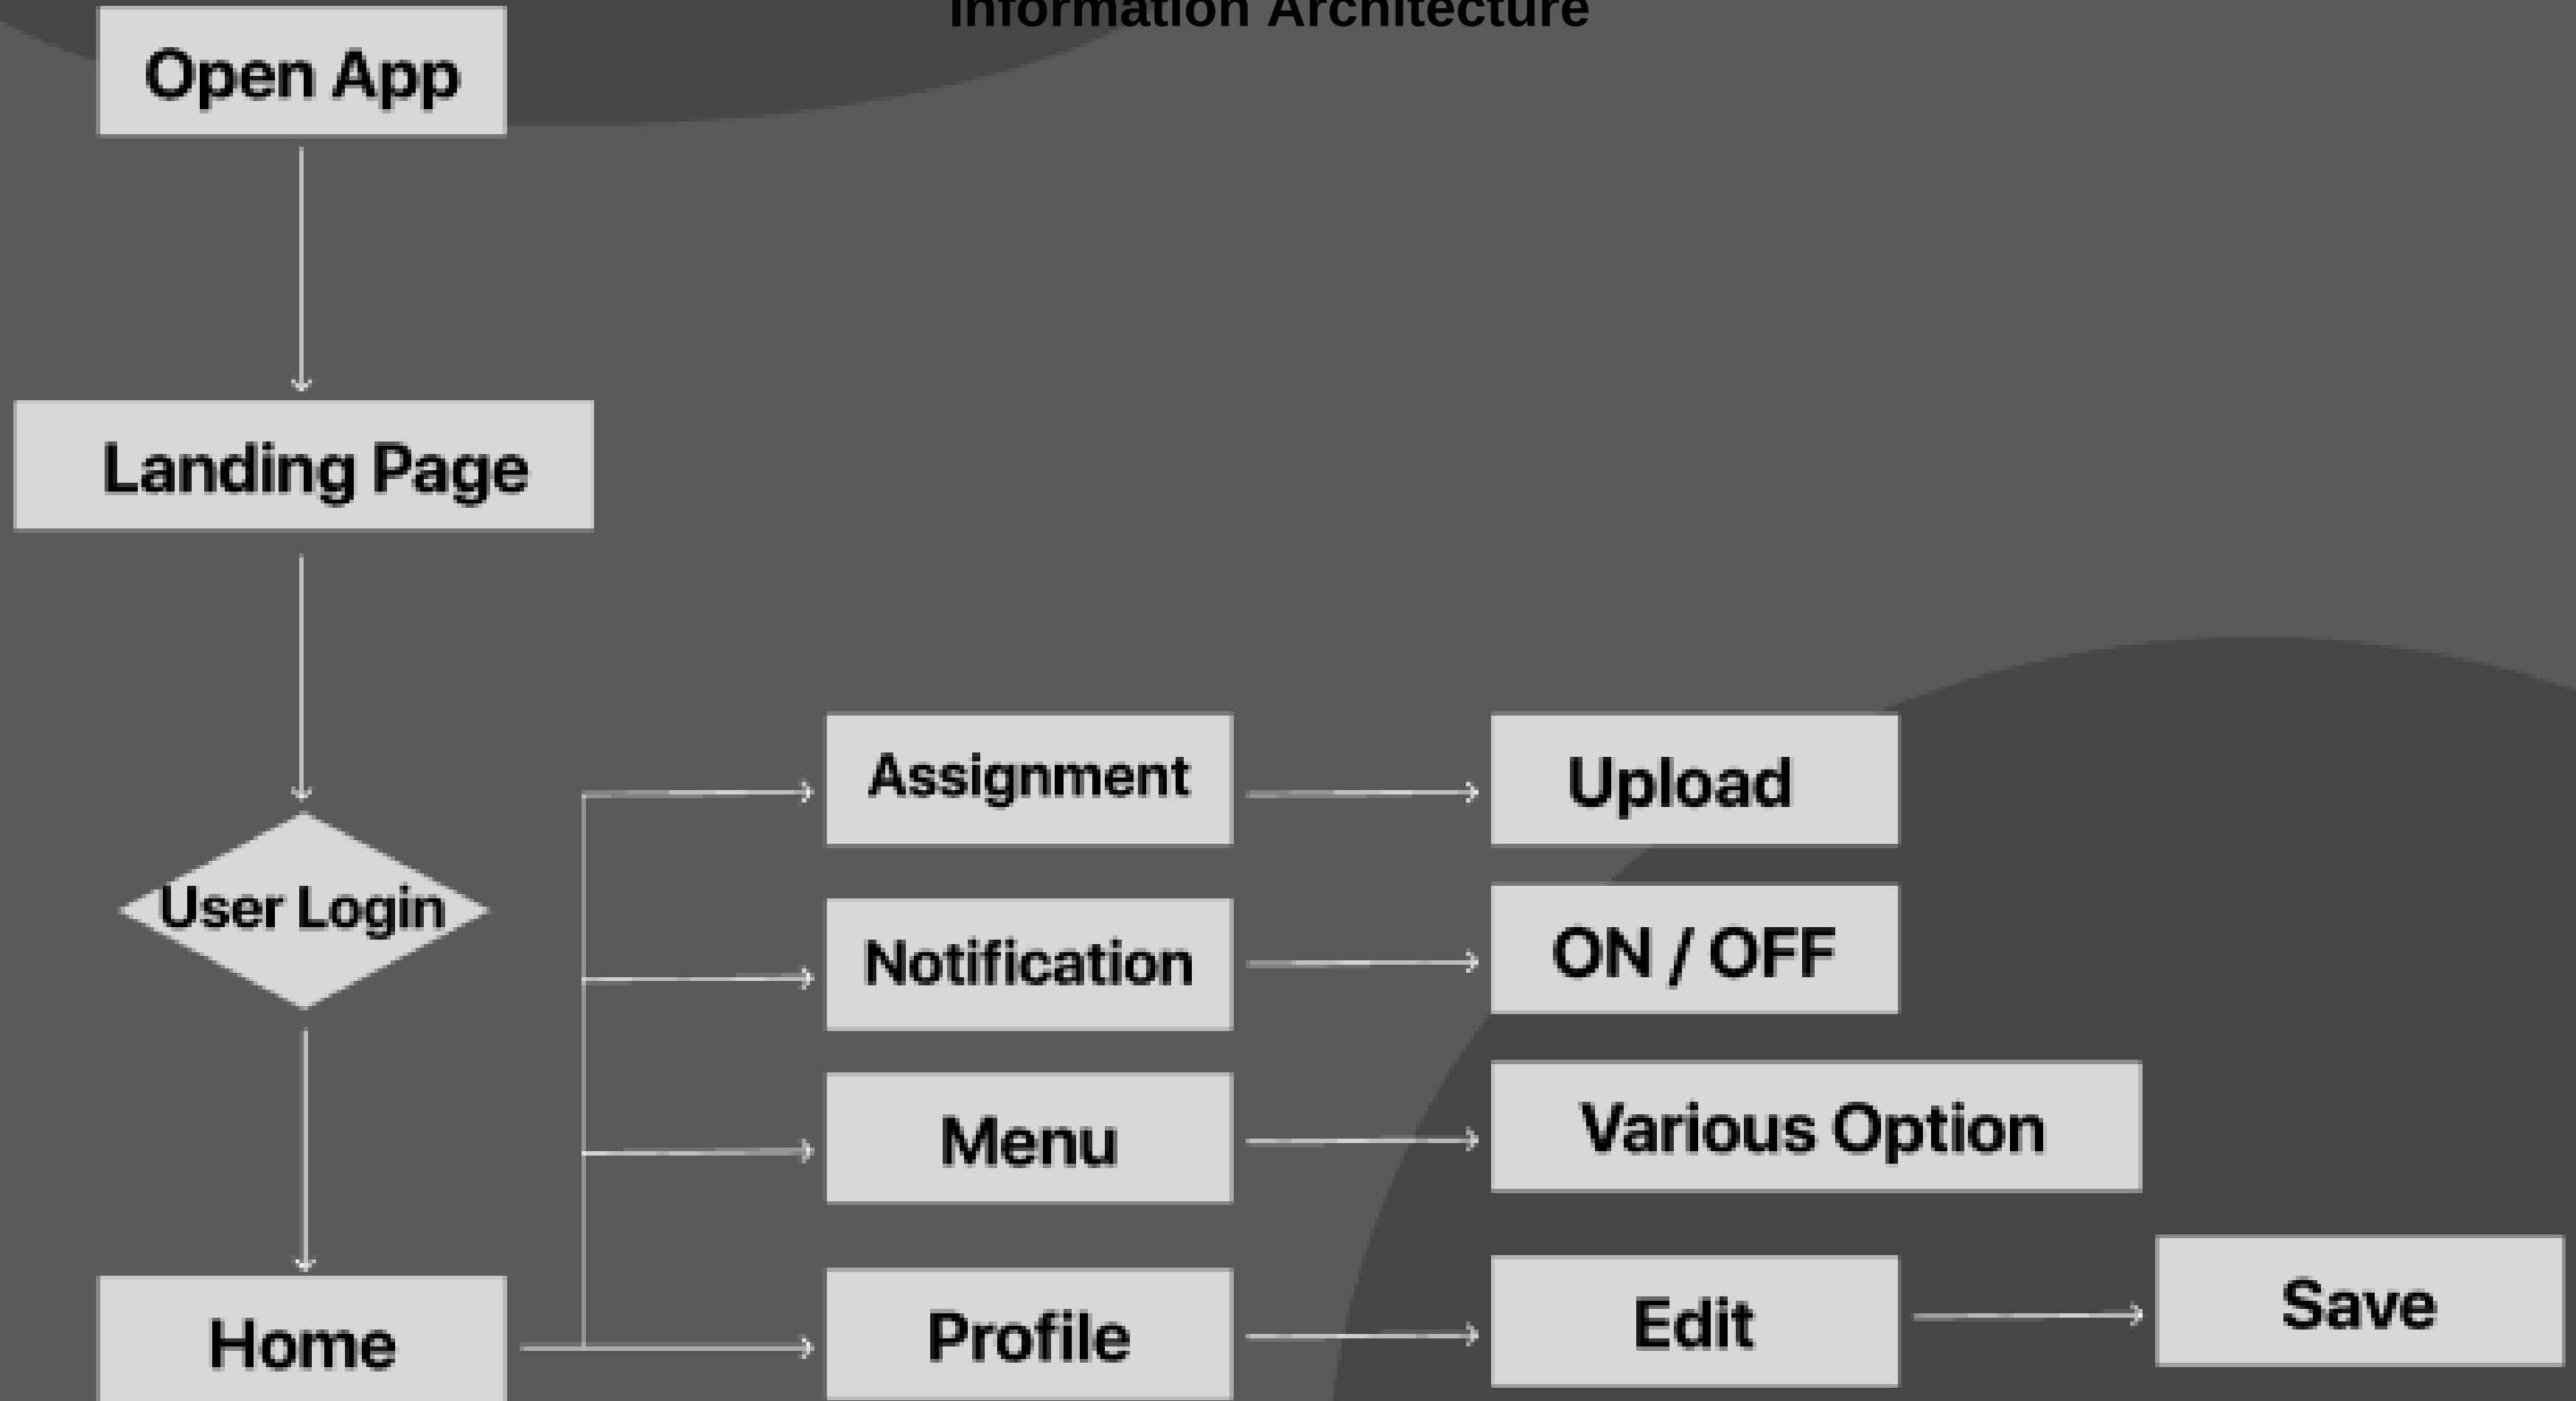 Information Architecture
Open App
Landing Page
User Login
Home
Assignment
Upload
Notification
ON / OFF
Menu
Various Option
Profile
Edit
Save